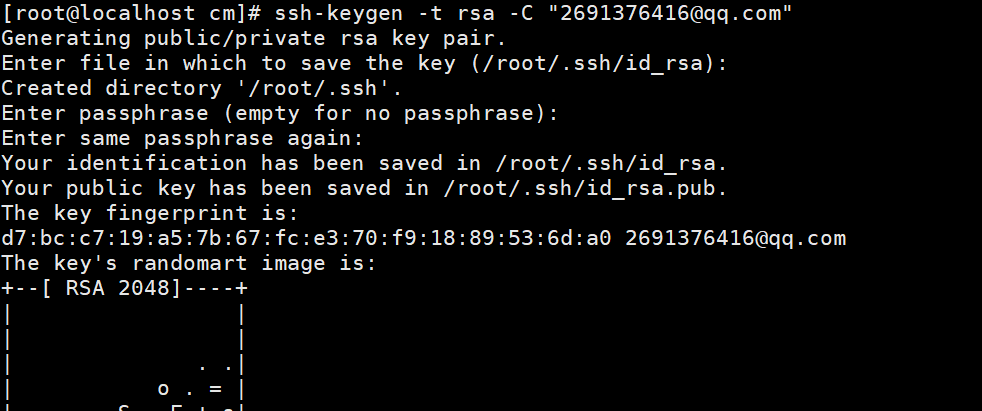 [root@localhost cm]# ssh-keygen -t rsa -C "2691376416@qq.com"
Generating public/private rsa key pair.
Enter file in which to save the key (/root/.ssh/id_rsa):
Created directory '/root/.ssh'.
Enter passphrase (empty for no passphrase):
Enter same passphrase again:
Your identification has been saved in /root/.ssh/id_rsa.
Your public key has been saved in /root/.ssh/id_rsa.pub.
The key fingerprint is:
d7:bc:c7:19:a5:7b:67:fc:e3:70:f9:18:89:53:6d:a0 2691376416@qq.com
The key's randomart image is:
+--[ RSA 2048]----+
|                 |
|                 |
|              . .|
|           o . = |